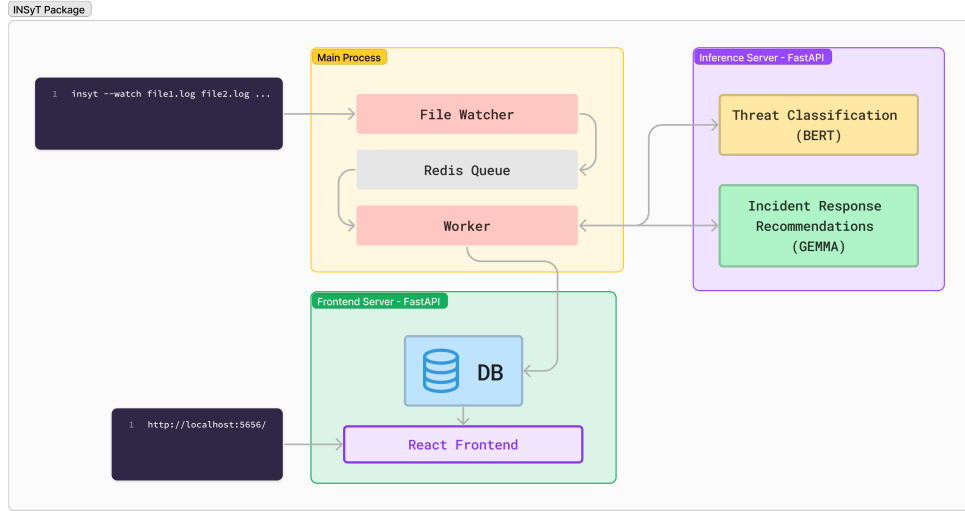 INSyT Package
Main Process
Inference Server - FastAPI
1 insyt --watch file1.log file2.log ...
File Watcher
Threat Classification
(BERT)
Redis Queue
Incident Response
Recommendations
(GEMMA)
Worker
Frontend Server - FastAPI
DB
1 http://localhost:5656/
React Frontend